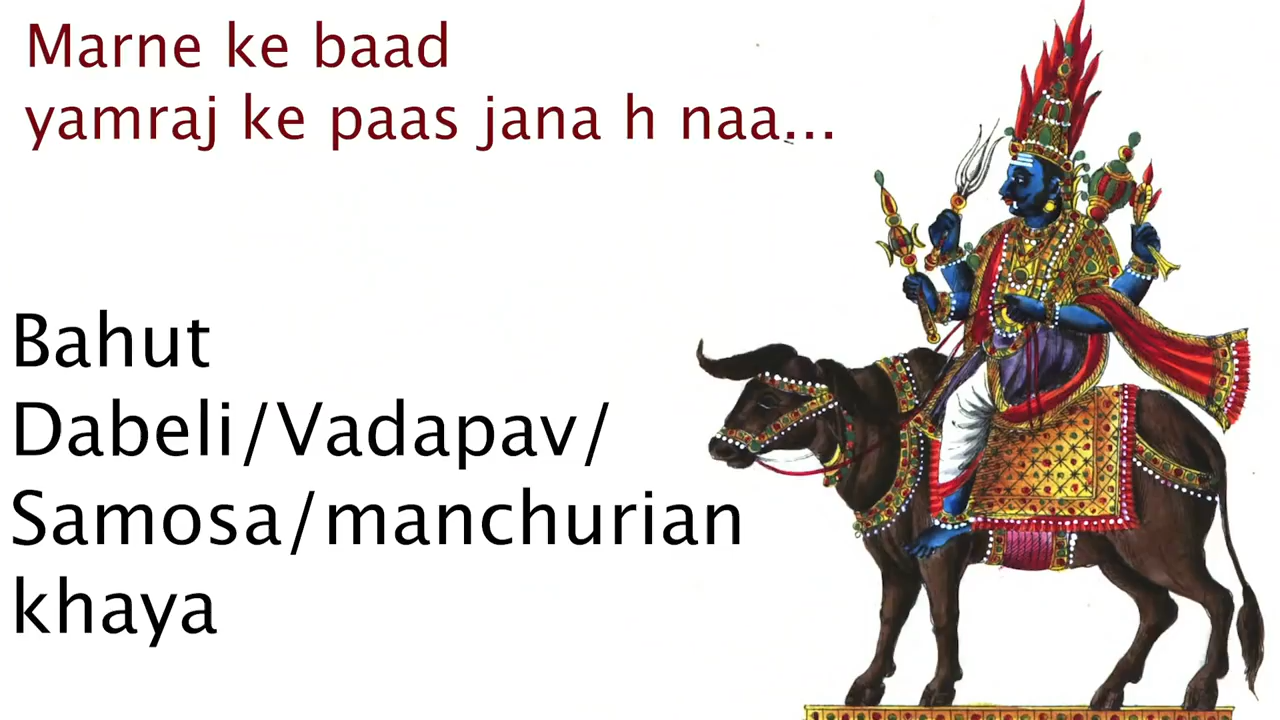 Marne ke baad
yamraj ke paas jana h naa...
Bahut
Dabeli/Vadapav/
Samosa/manchurian
khaya